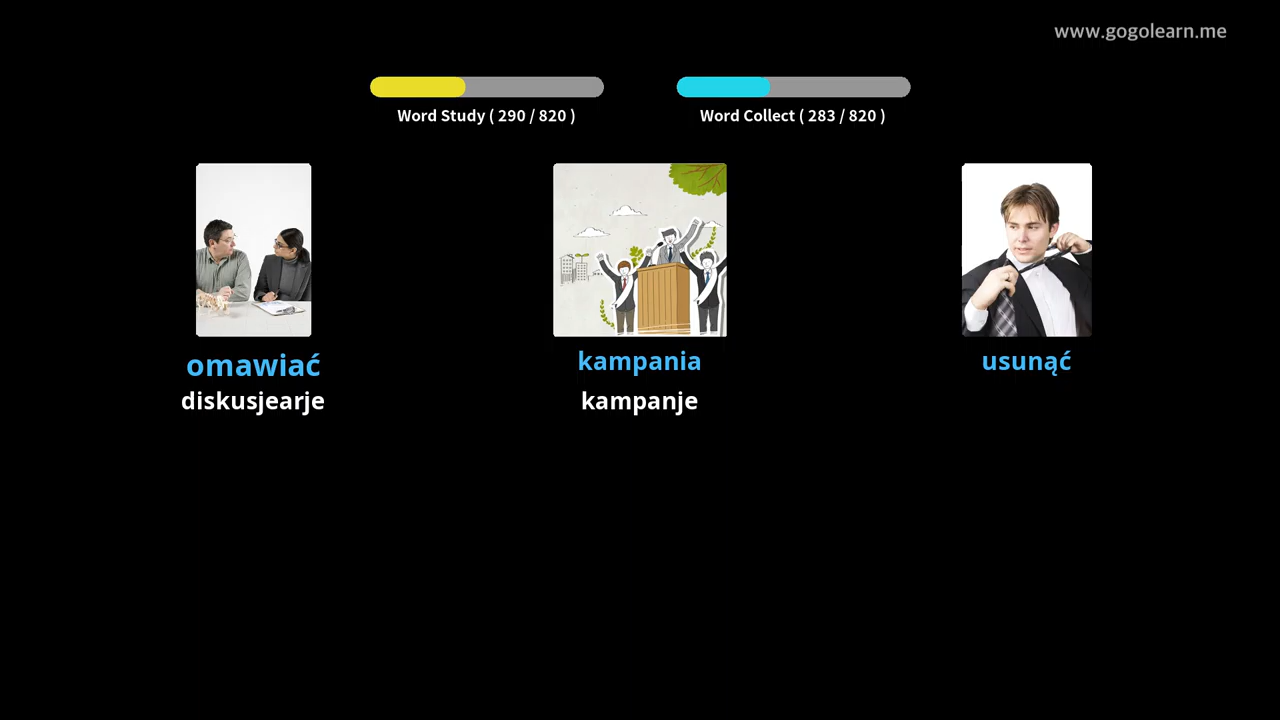 www.gogolearn.me
Word Study ( 290 / 820 )
Word Collect ( 283 / 820 )
omawiać
diskusjearje
kampania
kampanje
usunąć